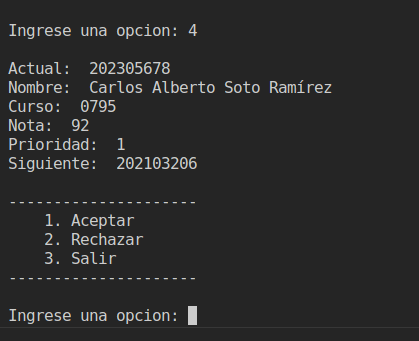 Ingrese una opcion: 4
Actual:  202305678
Nombre:  Carlos Alberto Soto Ramírez
Curso:  0795
Nota:  92
Prioridad:  1
Siguiente:  202103206
---------------------
    1. Aceptar
    2. Rechazar
    3. Salir
---------------------
Ingrese una opcion: